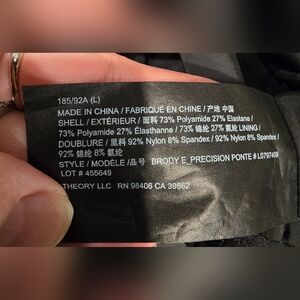 185/92A (L)
MADE IN CHINA / FABRIQUÉ EN CHINE / 产地 中国
SHELL / EXTÉRIEUR / 面料 73% Polyamide 27% Elastane /
73% Polyamide 27% Élasthanne / 73% 锦纶 27% 氨纶 LINING /
DOUBLURE / 里料 92% Nylon 8% Spandex / 92% Nylon 8% Spandex /
92% 锦纶 8% 氨纶
STYLE / MODÈLE / 品号 BRODY E_PRECISION PONTE # L0797409
LOT # 455649
THEORY LLC RN 98406 CA 39862